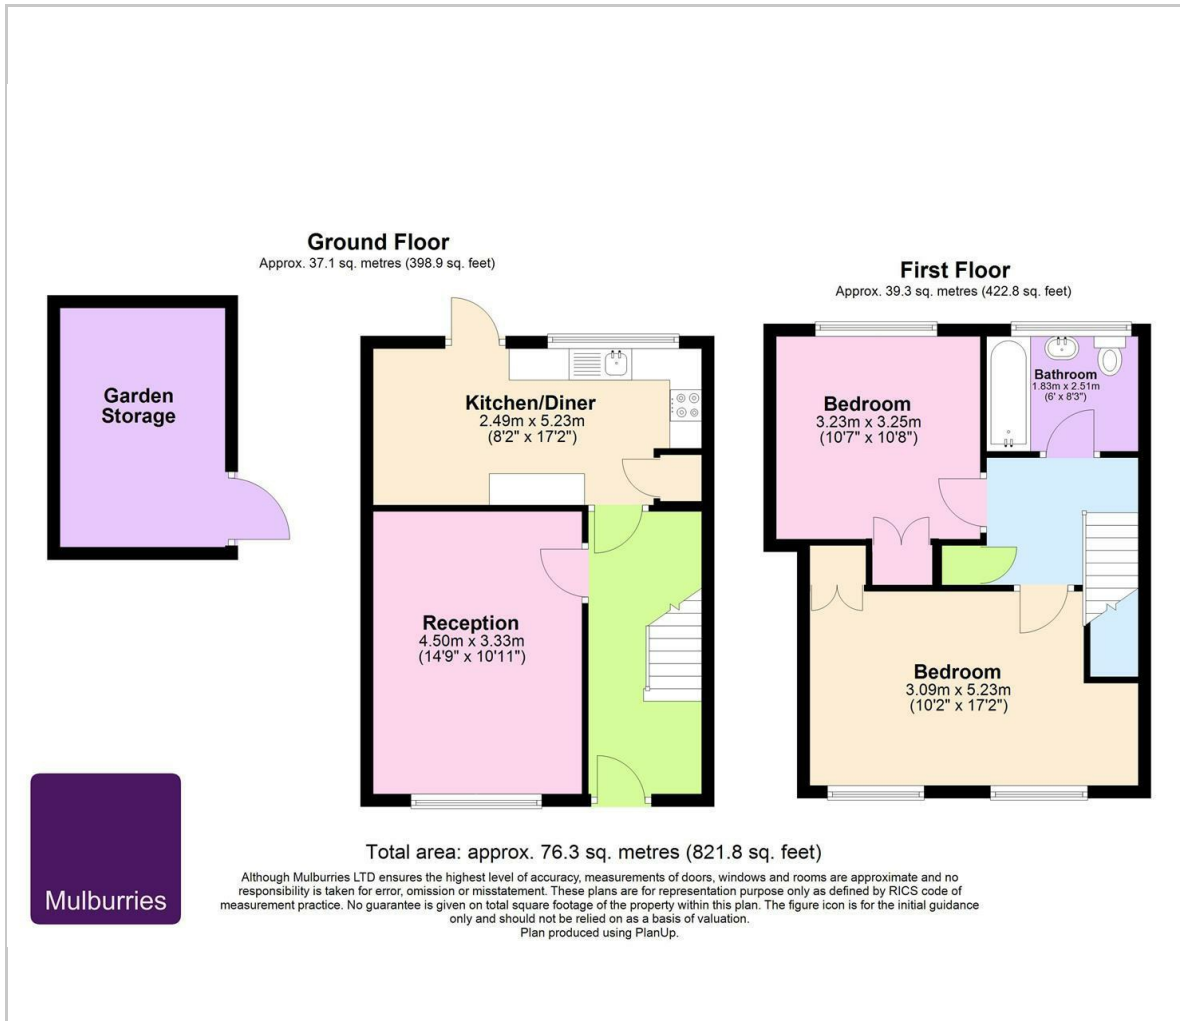 Ground Floor
Approx. 37.1 sq. metres (398.9 sq. feet)
Garden
Storage
Kitchen/Diner
2.49m x 5.23m
(8'2" x 17'2")
Reception
4.50m x 3.33m
(14'9" x 10'11")
First Floor
Approx. 39.3 sq. metres (422.8 sq. feet)
Bedroom
3.23m x 3.25m
(10'7" x 10'8")
Bathroom
1.83m x 2.51m
(6' x 8'3")
Bedroom
3.09m x 5.23m
(10'2" x 17'2")
Mulburries
Total area: approx. 76.3 sq. metres (821.8 sq. feet)
Although Mulburries LTD ensures the highest level of accuracy, measurements of doors, windows and rooms are approximate and no
responsibility is taken for error, omission or misstatement. These plans are for representation purpose only as defined by RICS code of
measurement practice. No guarantee is given on total square footage of the property within this plan. The figure icon is for the initial guidance
only and should not be relied on as a basis of valuation.
Plan produced using PlanUp.